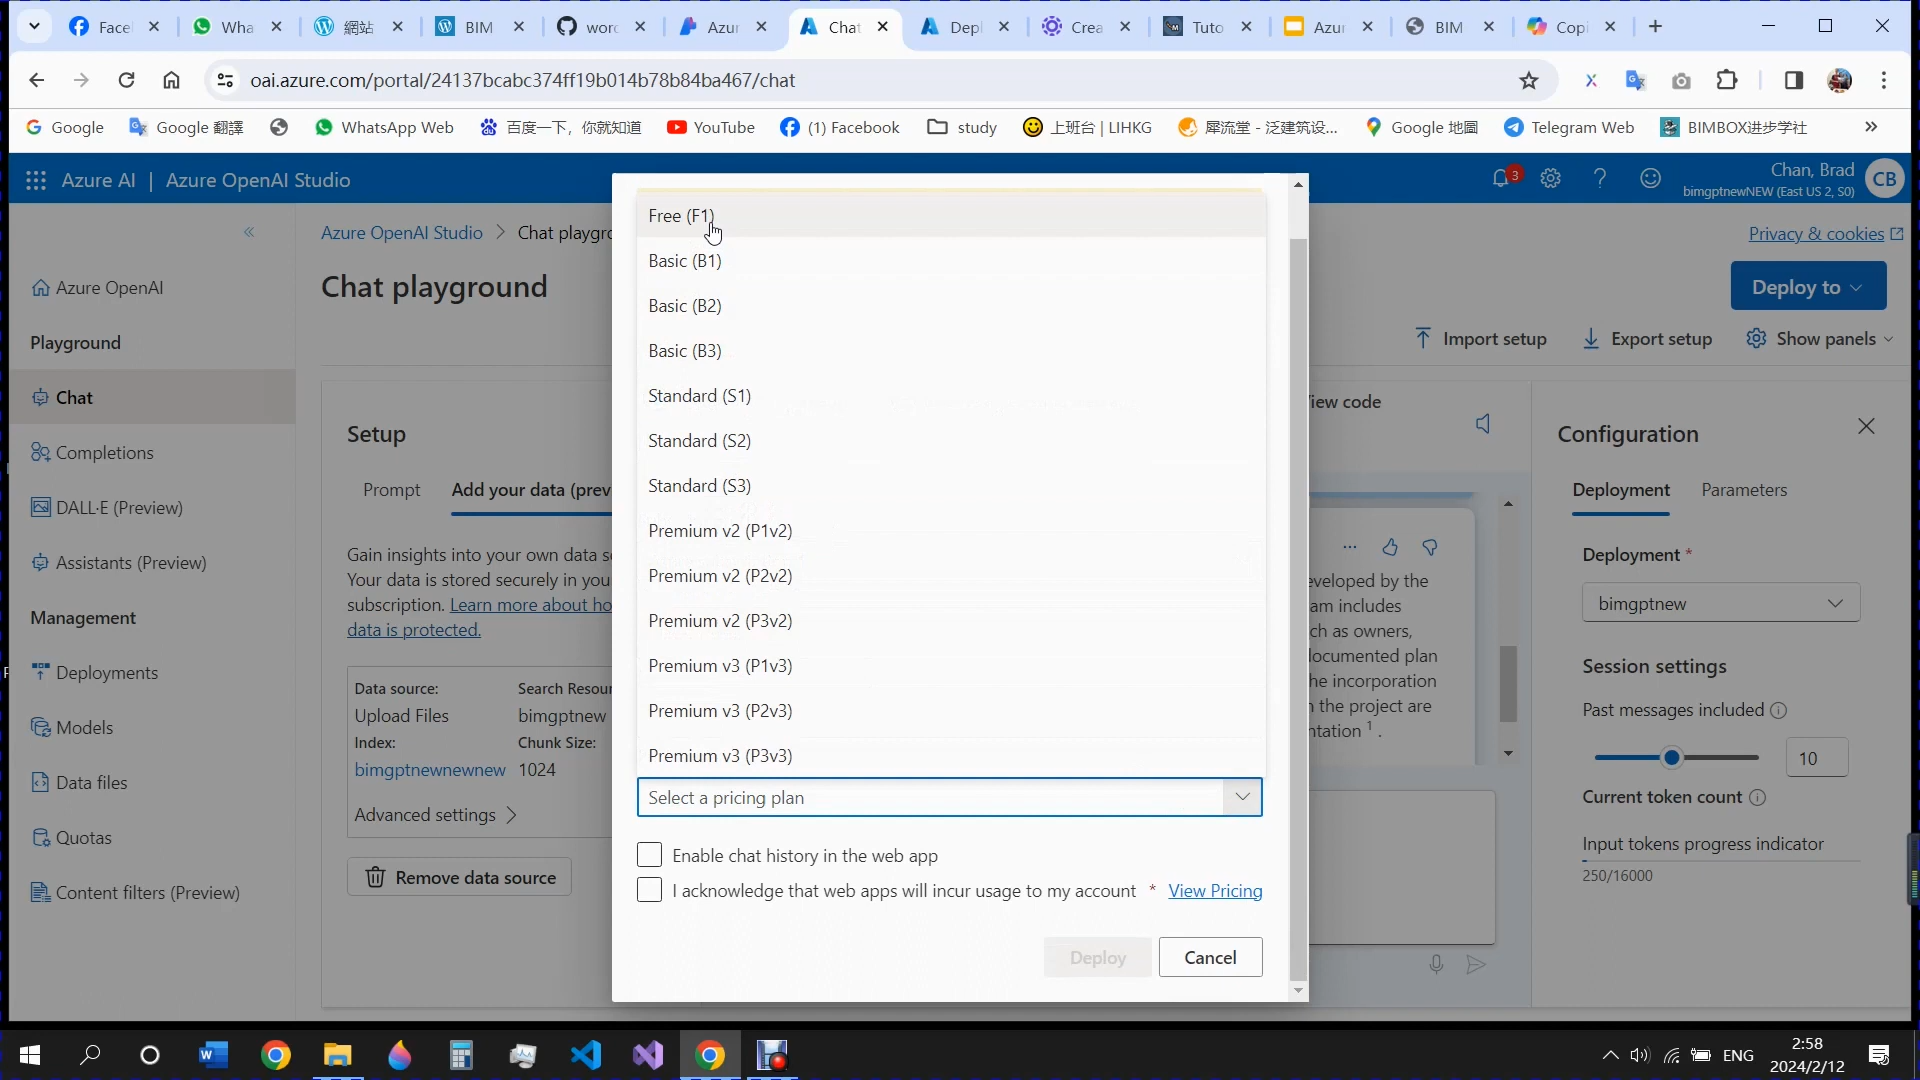 Facel
Wha
網站
BIM
worc
Azur
Chat
Depl
Crea
Tuto
Azur
BIM
Copi
oai.azure.com/portal/24137bcabc374ff19b014b78b84ba467/chat
Google
Google 翻譯
WhatsApp Web
百度一下，你就知道
YouTube
(1) Facebook
study
上班台 | LIHKG
犀流堂 - 泛建筑设...
Google 地圖
Telegram Web
BIMBOX进步学社
Azure AI | Azure OpenAI Studio
3
Chan, Brad
bimgptnewNEW (East US 2, S0)
CB
Azure OpenAI Studio > Chat playgro
Privacy & cookies
Chat playground
Deploy to
Import setup
Export setup
Show panels
Azure OpenAI
Playground
Chat
Completions
DALL·E (Preview)
Assistants (Preview)
Management
Deployments
Models
Data files
Quotas
Content filters (Preview)
Setup
Prompt
Add your data (prev
Gain insights into your own data s
Your data is stored securely in you
subscription. Learn more about ho
data is protected.
Data source:
Search Resour
Upload Files
bimgptnew
Index:
Chunk Size:
bimgptnewnewnew
1024
Advanced settings
Remove data source
Free (F1)
Basic (B1)
Basic (B2)
Basic (B3)
Standard (S1)
Standard (S2)
Standard (S3)
Premium v2 (P1v2)
Premium v2 (P2v2)
Premium v2 (P3v2)
Premium v3 (P1v3)
Premium v3 (P2v3)
Premium v3 (P3v3)
Select a pricing plan
Enable chat history in the web app
I acknowledge that web apps will incur usage to my account * View Pricing
Deploy
Cancel
iew code
eveloped by the
am includes
ch as owners,
locumented plan
he incorporation
n the project are
ntation 1 .
Configuration
Deployment
Parameters
Deployment *
bimgptnew
Session settings
Past messages included
10
Current token count
Input tokens progress indicator
250/16000
ENG
2:58
2024/2/12